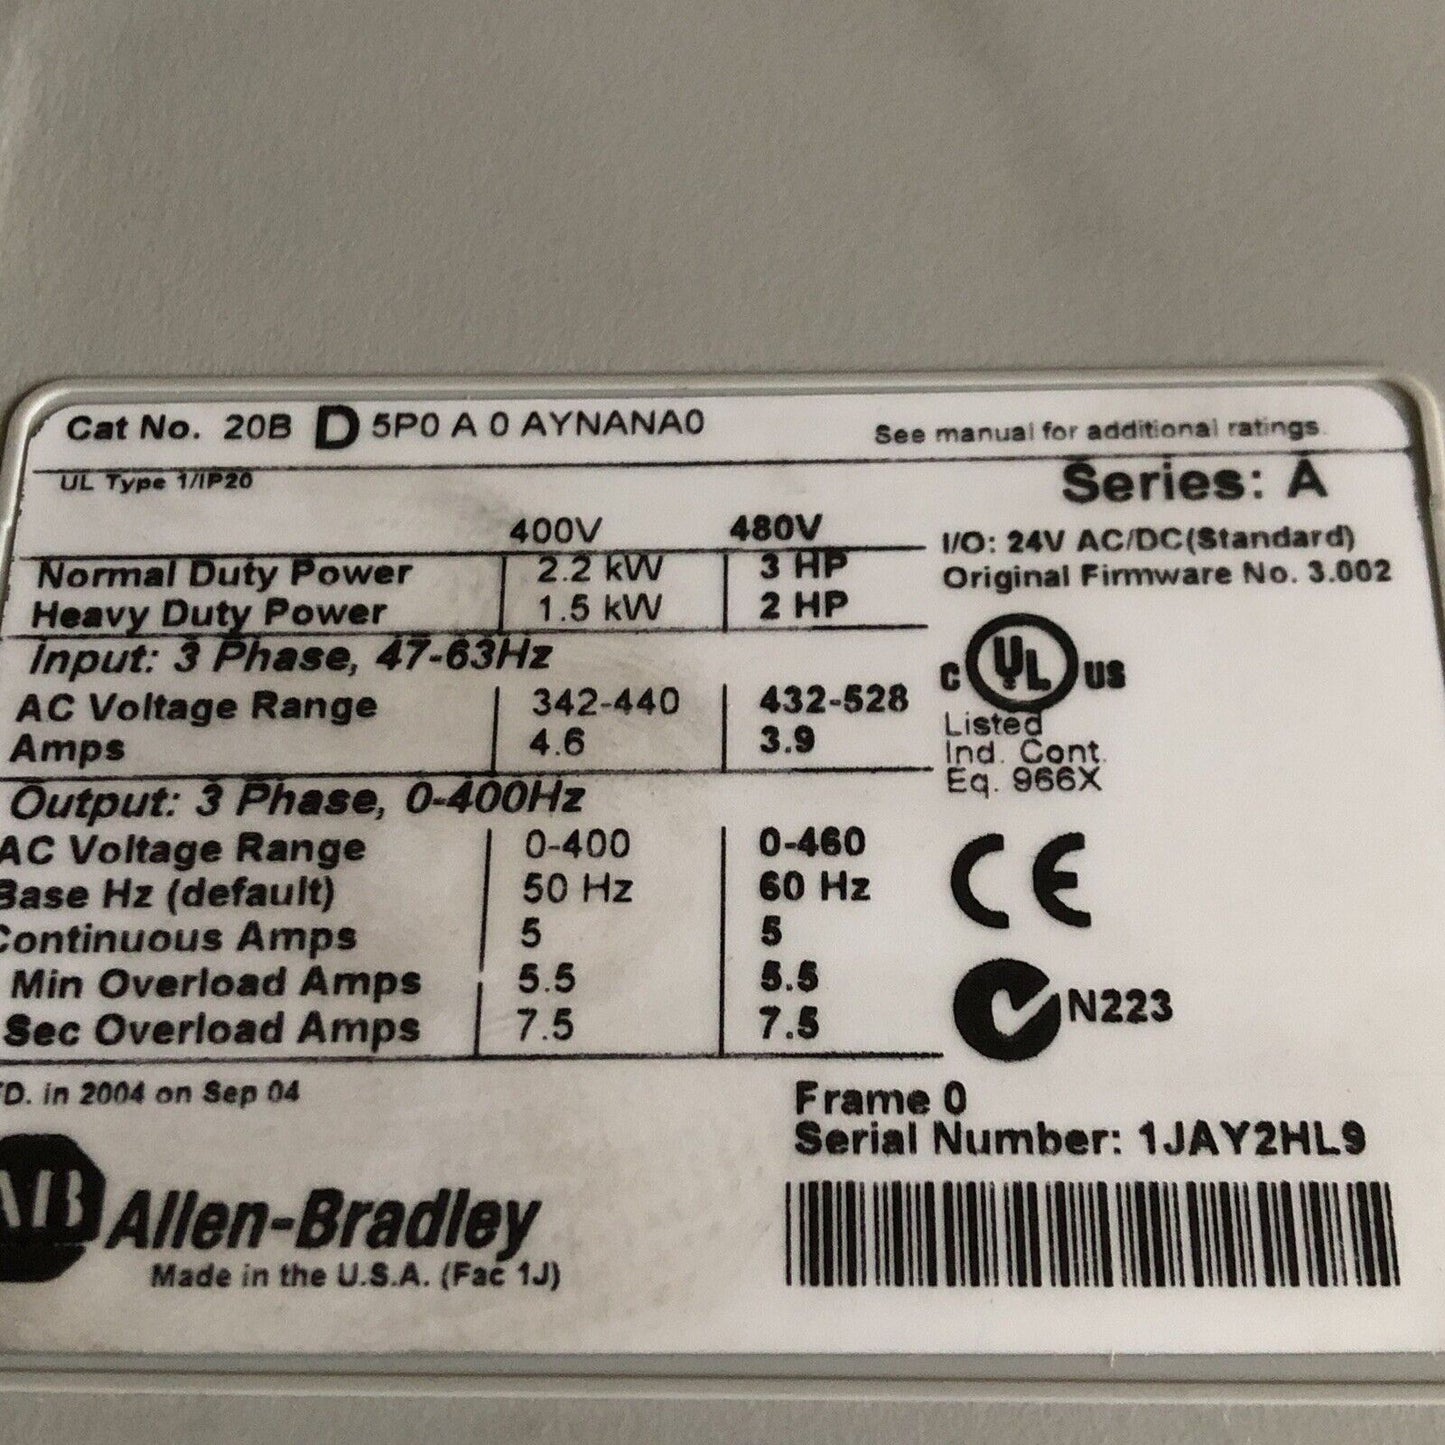 Cat No. 20B D 5P0 A 0 AYNANA0 See manual for additional ratings.
UL Type 1/IP20
Series: A
400V 480V
I/O: 24V AC/DC(Standard)
Normal Duty Power 2.2 kW 3 HP
Original Firmware No. 3.002
Heavy Duty Power 1.5 kW 2 HP
Input: 3 Phase, 47-63Hz
C UL US
AC Voltage Range 342-440 432-528
Listed
Amps 4.6 3.9
Ind. Cont.
Eq. 966X
Output: 3 Phase, 0-400Hz
AC Voltage Range 0-400 0-460
Base Hz (default) 50 Hz 60 Hz
CE
Continuous Amps 5 5
Min Overload Amps 5.5 5.5
N223
Sec Overload Amps 7.5 7.5
FD. in 2004 on Sep 04
Frame 0
Serial Number: 1JAY2HL9
AB Allen-Bradley
Made in the U.S.A. (Fac 1J)